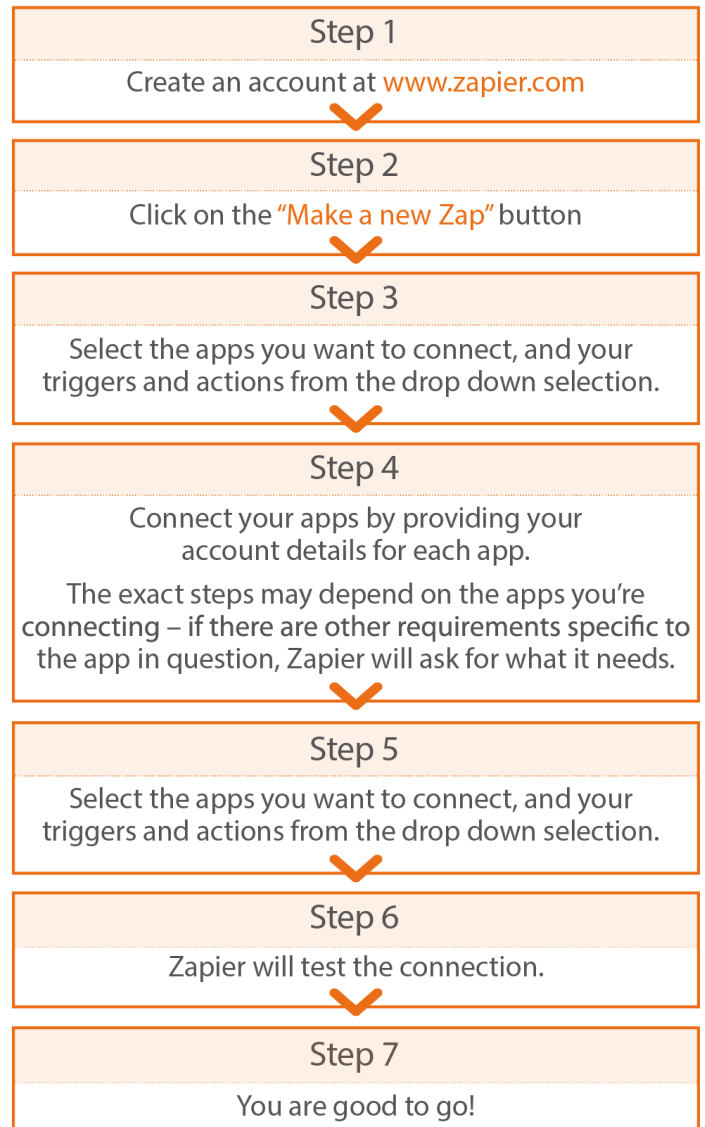 Step 1
Create an account at www.zapier.com
Step 2
Click on the “Make a new Zap” button
Step 3
Select the apps you want to connect, and your
triggers and actions from the drop down selection.
Step 4
Connect your apps by providing your
account details for each app.
The exact steps may depend on the apps you’re
connecting – if there are other requirements specific to
the app in question, Zapier will ask for what it needs.
Step 5
Select the apps you want to connect, and your
triggers and actions from the drop down selection.
Step 6
Zapier will test the connection.
Step 7
You are good to go!